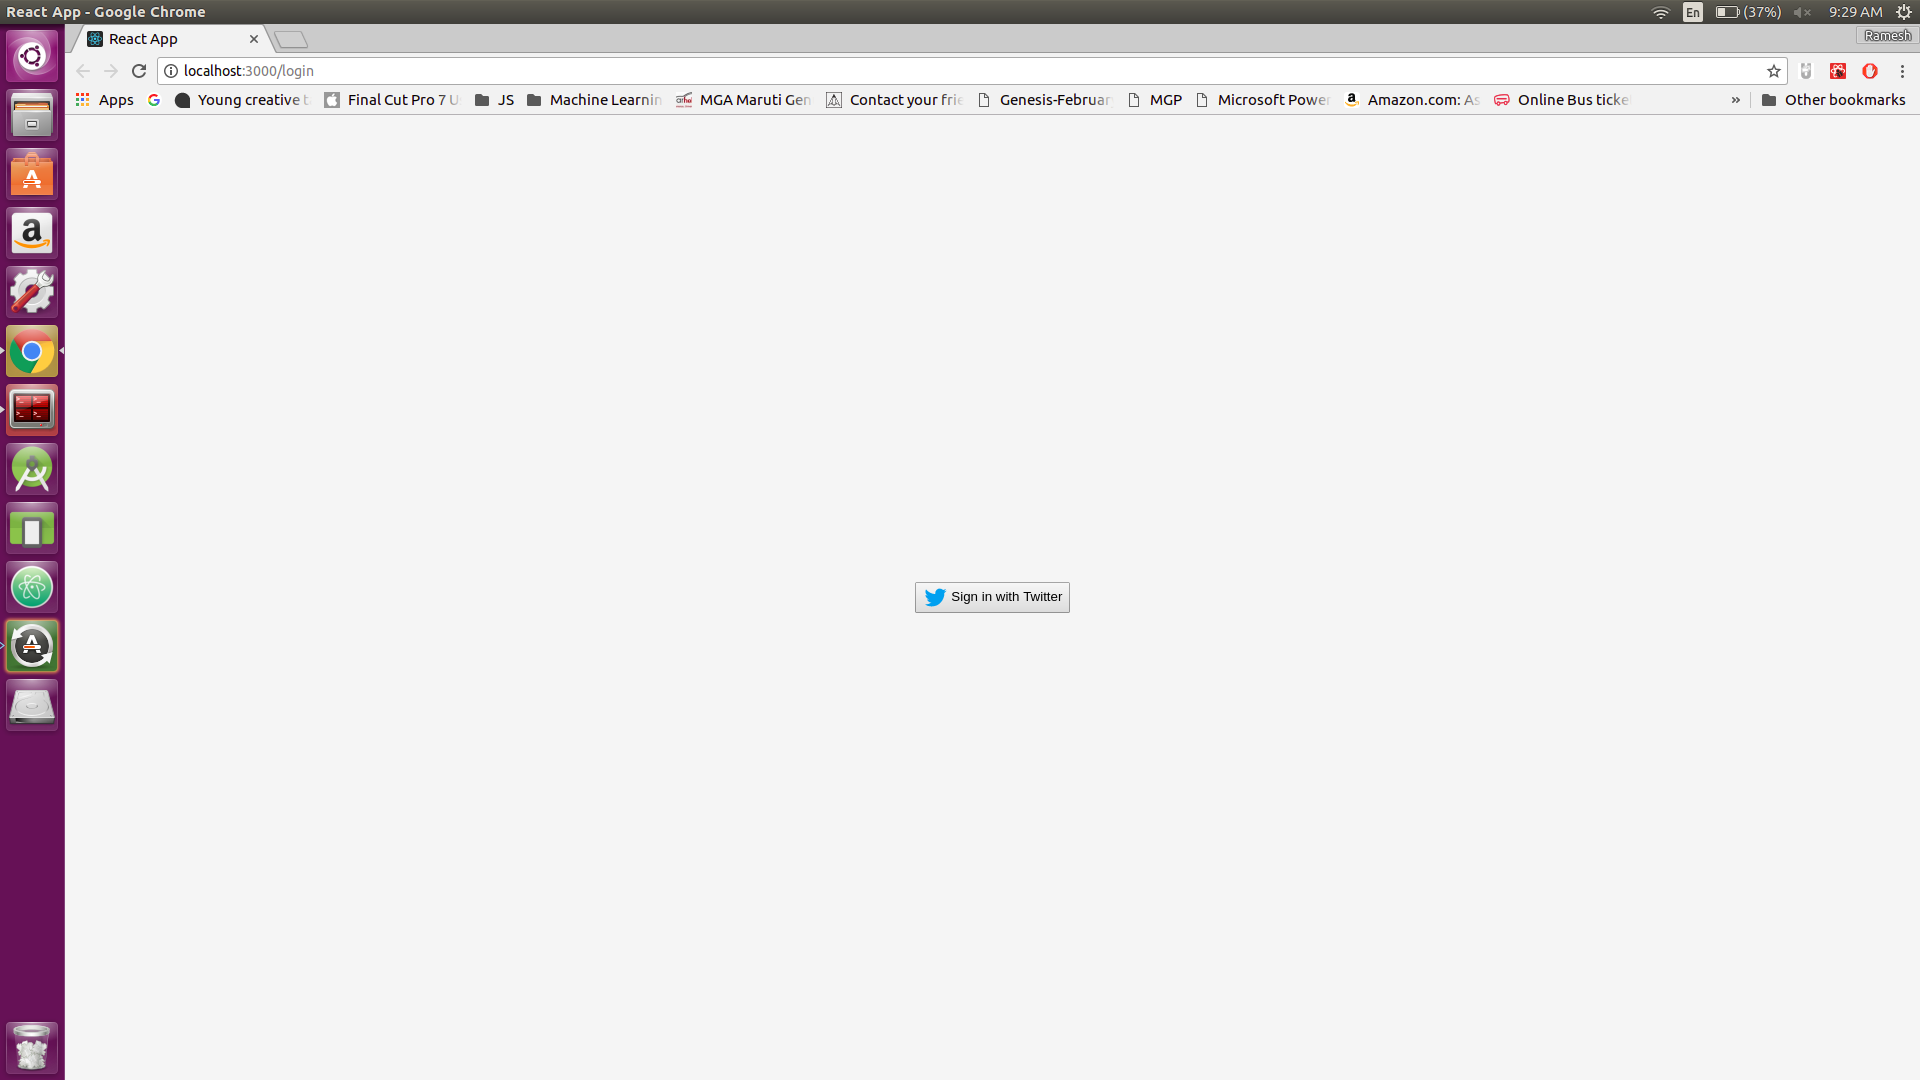 React App - Google Chrome
En
(37%)
9:29 AM
React App
Ramesh
localhost:3000/login
Apps
Young creative t
Final Cut Pro 7 U
JS
Machine Learnin
MGA Maruti Gen
Contact your frie
Genesis-Februar
MGP
Microsoft Power
Amazon.com: As
Online Bus ticke
»
Other bookmarks
Sign in with Twitter